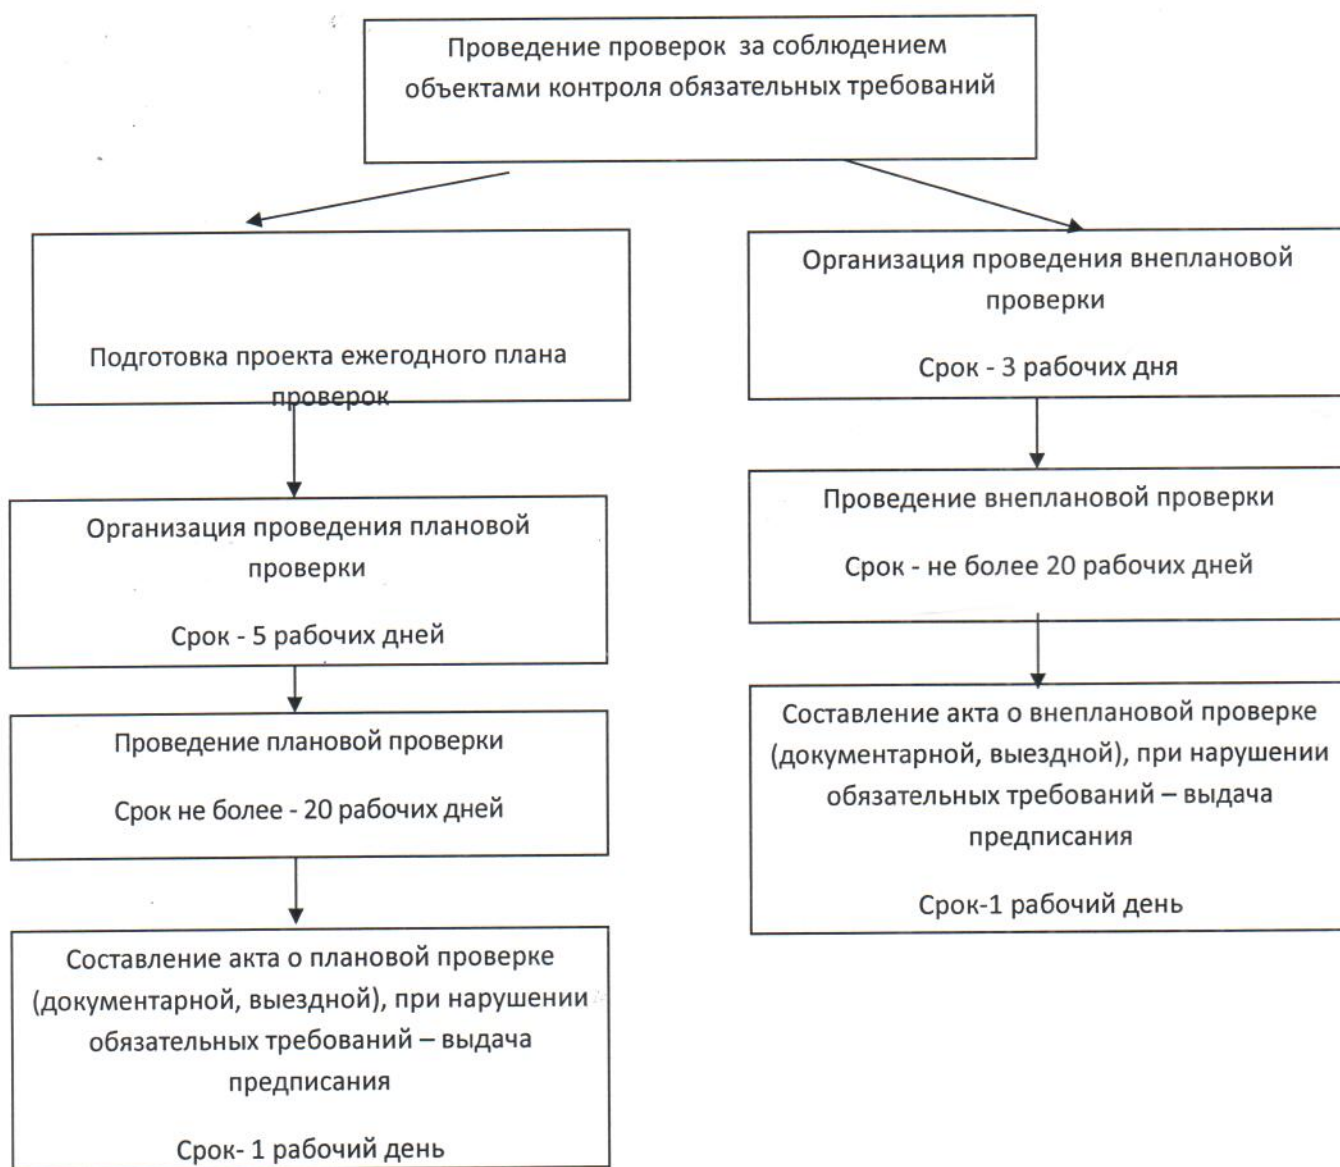 Проведение проверок за соблюдением
объектами контроля обязательных требований
Подготовка проекта ежегодного плана
проверок
Организация проведения плановой
проверки
Срок - 5 рабочих дней
Проведение плановой проверки
Срок не более - 20 рабочих дней
Составление акта о плановой проверке
(документарной, выездной), при нарушении
обязательных требований – выдача
предписания
Срок- 1 рабочий день
Организация проведения внеплановой
проверки
Срок - 3 рабочих дня
Проведение внеплановой проверки
Срок - не более 20 рабочих дней
Составление акта о внеплановой проверке
(документарной, выездной), при нарушении
обязательных требований – выдача
предписания
Срок-1 рабочий день